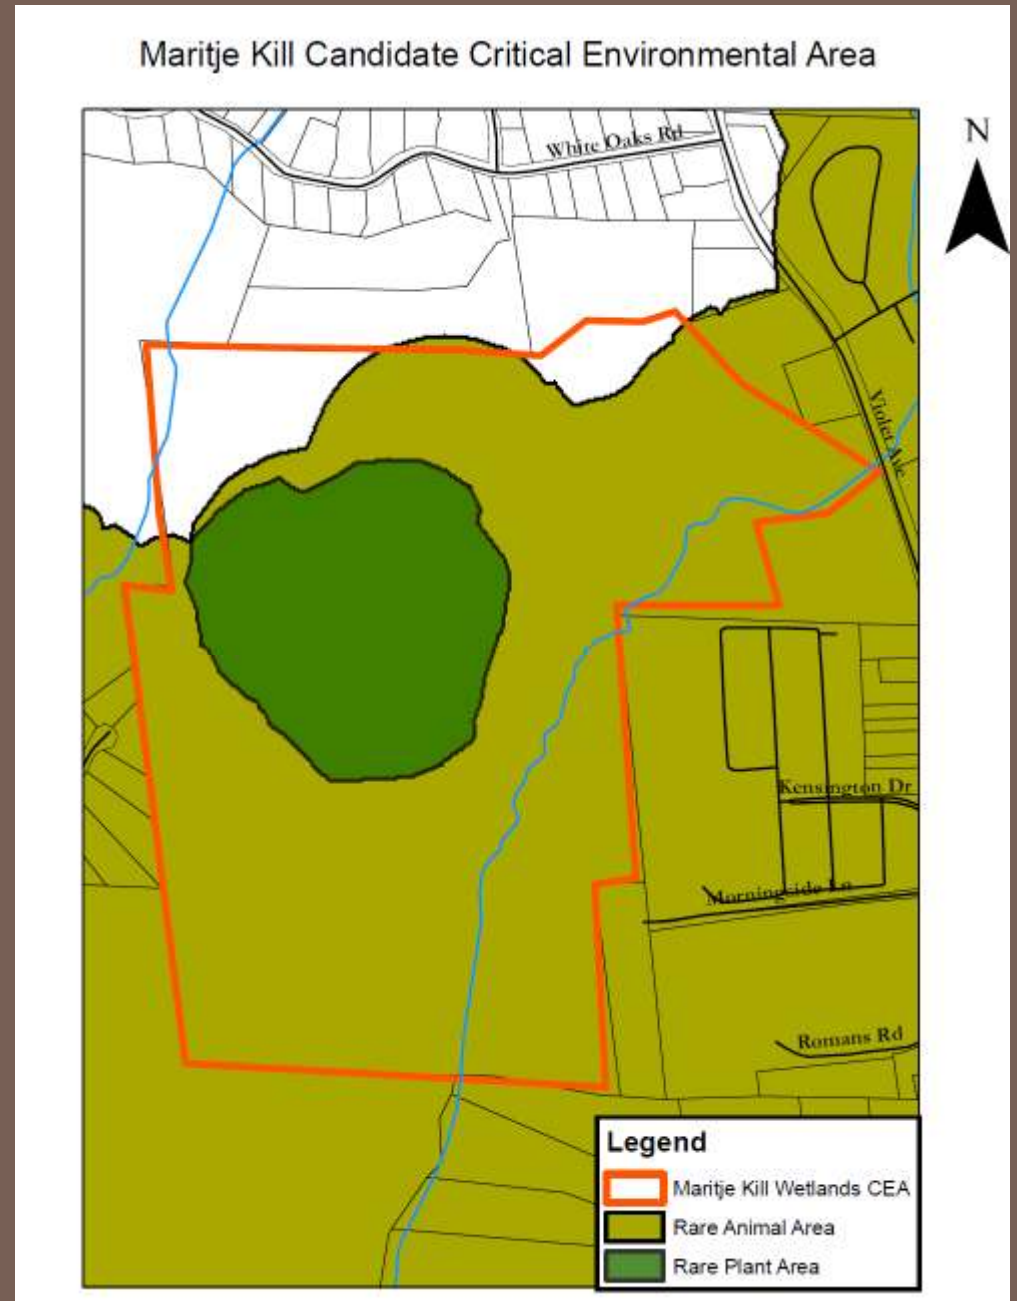 Maritje Kill Candidate Critical Environmental Area
N
White Oaks Rd
Violet Ave
Kensington Dr
Morningside Ln
Romans Rd
Legend
Maritje Kill Wetlands CEA
Rare Animal Area
Rare Plant Area